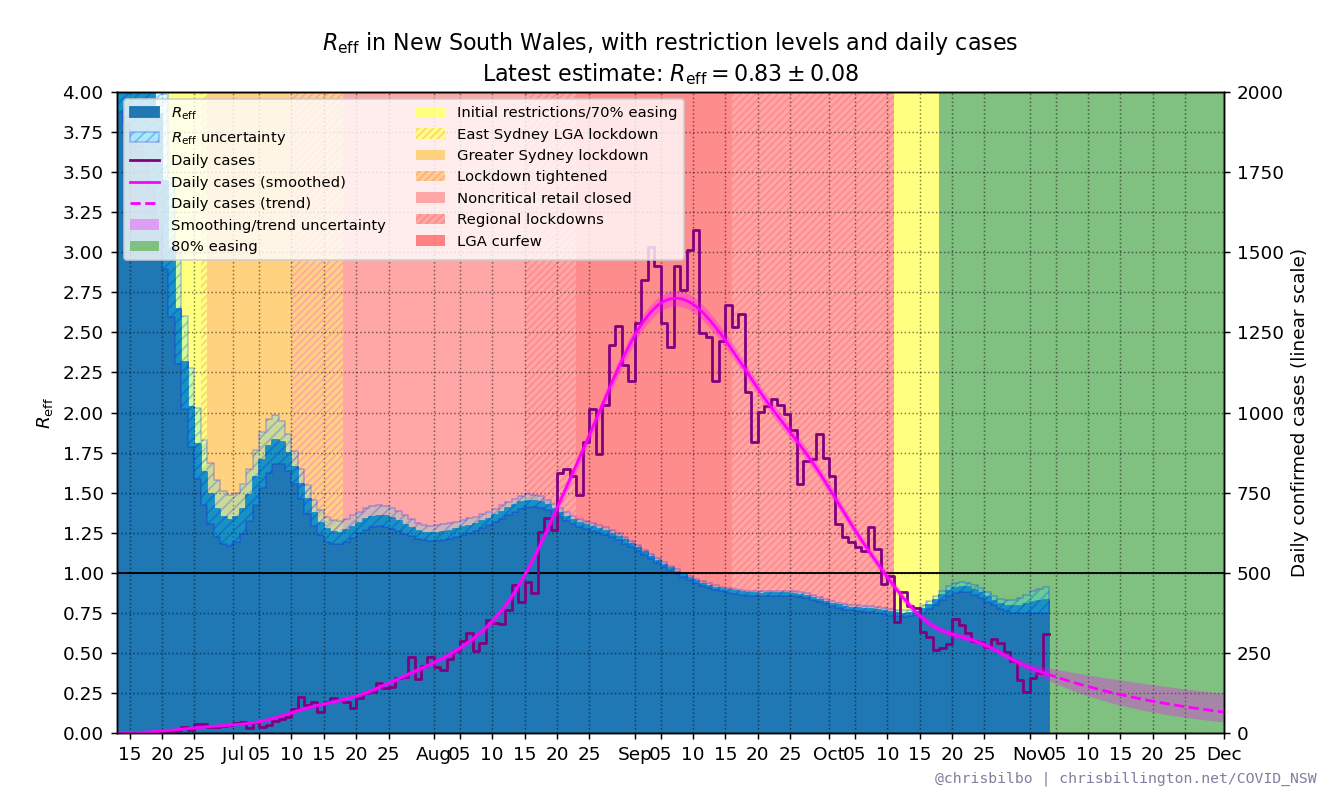 R_eff in New South Wales, with restriction levels and daily cases
Latest estimate: R_eff = 0.83 ± 0.08
R_eff
R_eff uncertainty
Daily cases
Daily cases (smoothed)
Daily cases (trend)
Smoothing/trend uncertainty
80% easing
Initial restrictions/70% easing
East Sydney LGA lockdown
Greater Sydney lockdown
Lockdown tightened
Noncritical retail closed
Regional lockdowns
LGA curfew
4.00
3.75
3.50
3.25
3.00
2.75
2.50
2.25
2.00
1.75
1.50
1.25
1.00
0.75
0.50
0.25
0.00
R_eff
2000
1750
1500
1250
1000
750
500
250
0
Daily confirmed cases (linear scale)
15 20 25 Jul 05 10 15 20 25 Aug 05 10 15 20 25 Sep 05 10 15 20 25 Oct 05 10 15 20 25 Nov 05 10 15 20 25 Dec
@chrisbilbo | chrisbillington.net/COVID_NSW